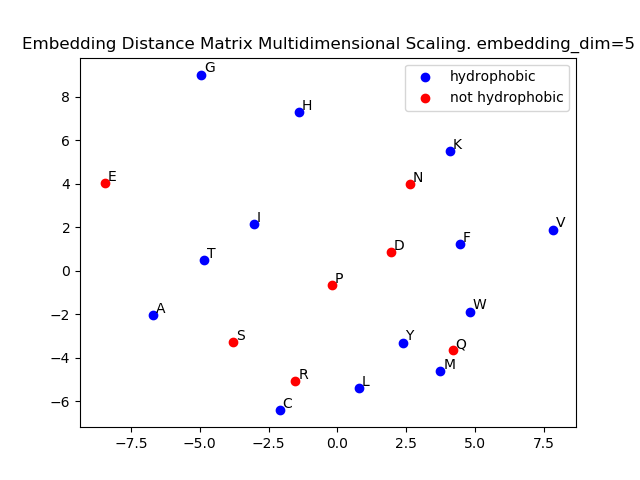 Embedding Distance Matrix Multidimensional Scaling. embedding_dim=5
hydrophobic
not hydrophobic
G
H
K
E
N
I
V
F
D
T
P
A
W
S
Y
Q
M
R
L
C
8
6
4
2
0
−2
−4
−6
−7.5 −5.0 −2.5 0.0 2.5 5.0 7.5